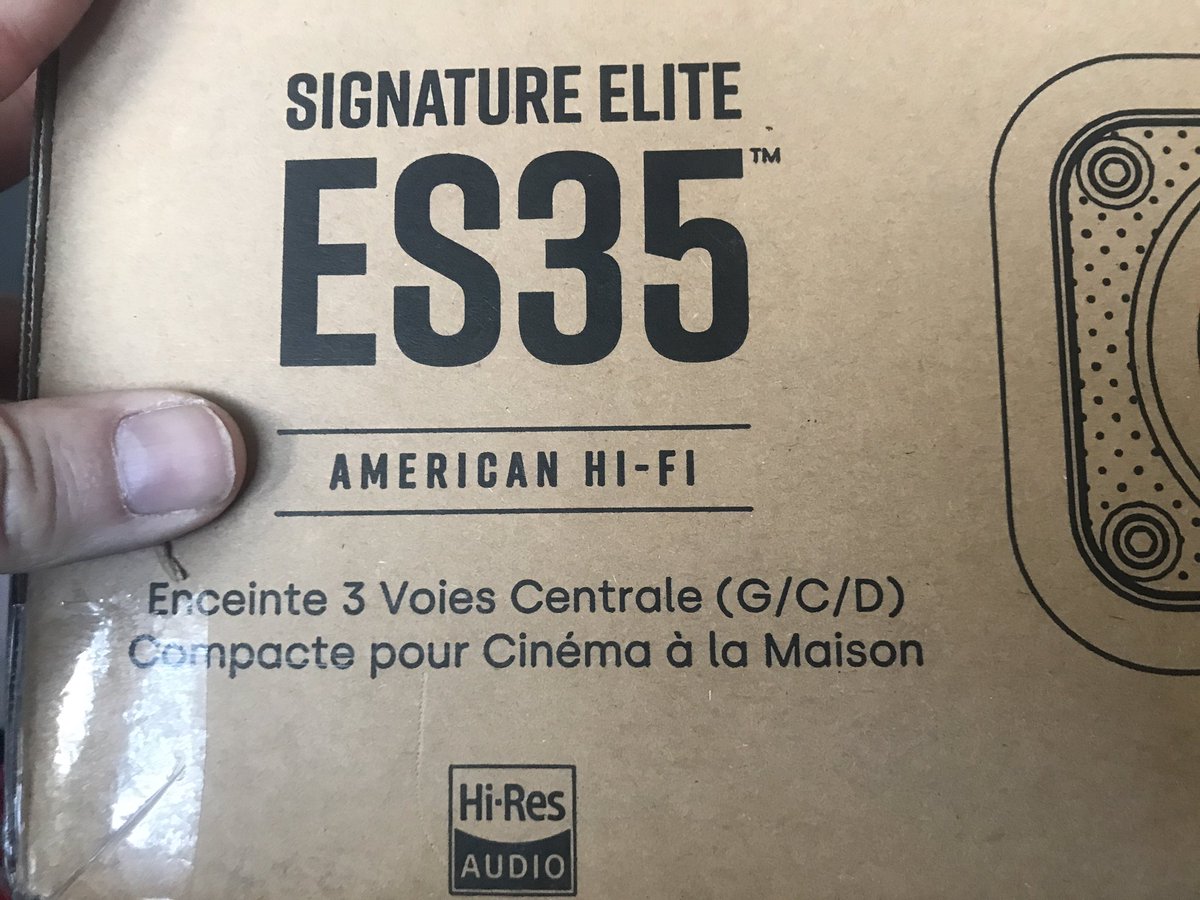 SIGNATURE ELITE
ES35™
AMERICAN HI-FI
Enceinte 3 Voies Centrale (G/C/D)
Compacte pour Cinéma à la Maison
Hi-Res
AUDIO